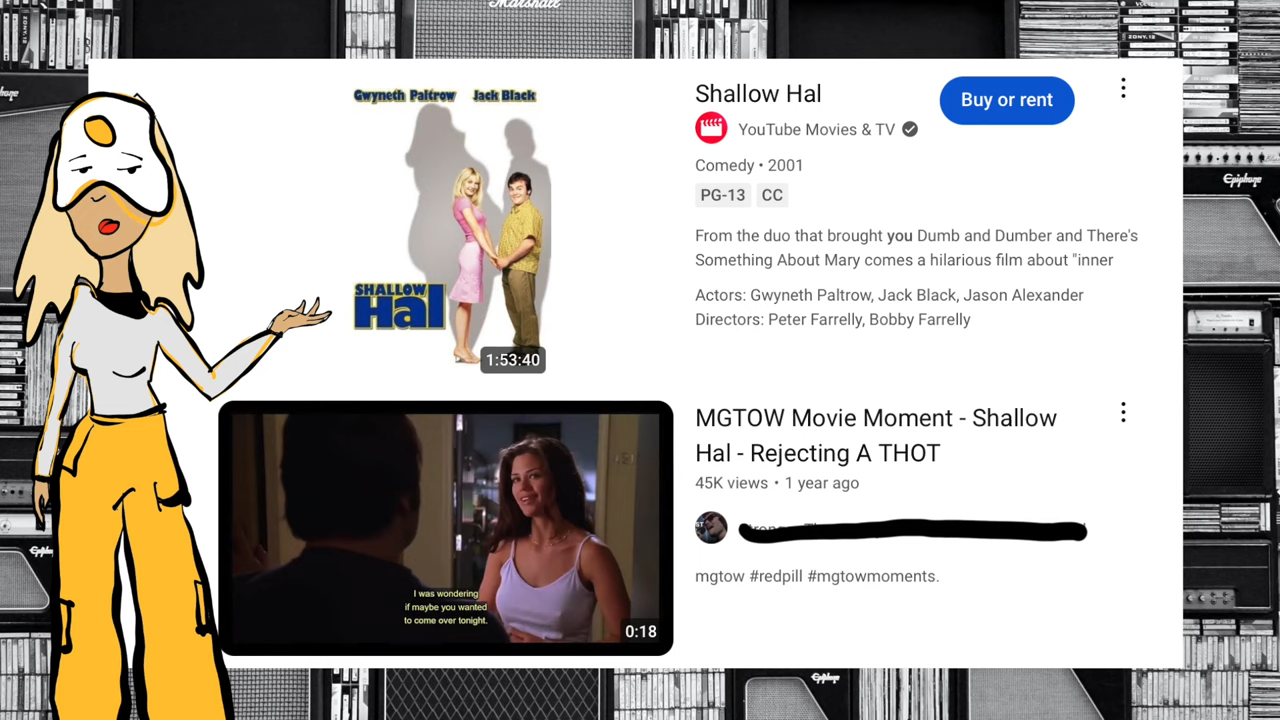 Marshall
ZONY.12
Epiphone
Gwyneth Paltrow Jack Black
SHALLOW
Hal
1:53:40
Shallow Hal
Buy or rent
YouTube Movies & TV
Comedy • 2001
PG-13 CC
From the duo that brought you Dumb and Dumber and There's
Something About Mary comes a hilarious film about "inner
Actors: Gwyneth Paltrow, Jack Black, Jason Alexander
Directors: Peter Farrelly, Bobby Farrelly
I was wondering
if maybe you wanted
to come over tonight.
0:18
MGTOW Movie Moment - Shallow
Hal - Rejecting A THOT
45K views • 1 year ago
mgtow #redpill #mgtowmoments.
Epiphone